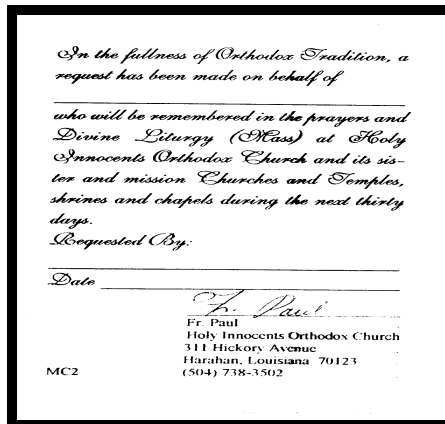 In the fullness of Orthodox Tradition, a
request has been made on behalf of
who will be remembered in the prayers and
Divine Liturgy (Mass) at Holy
Innocents Orthodox Church and its sis-
ter and mission Churches and Temples,
shrines and chapels during the next thirty
days.
Requested By:
Date
Fr. Paul
Fr. Paul
Holy Innocents Orthodox Church
311 Hickory Avenue
Harahan, Louisiana 70123
MC2 (504) 738-3502